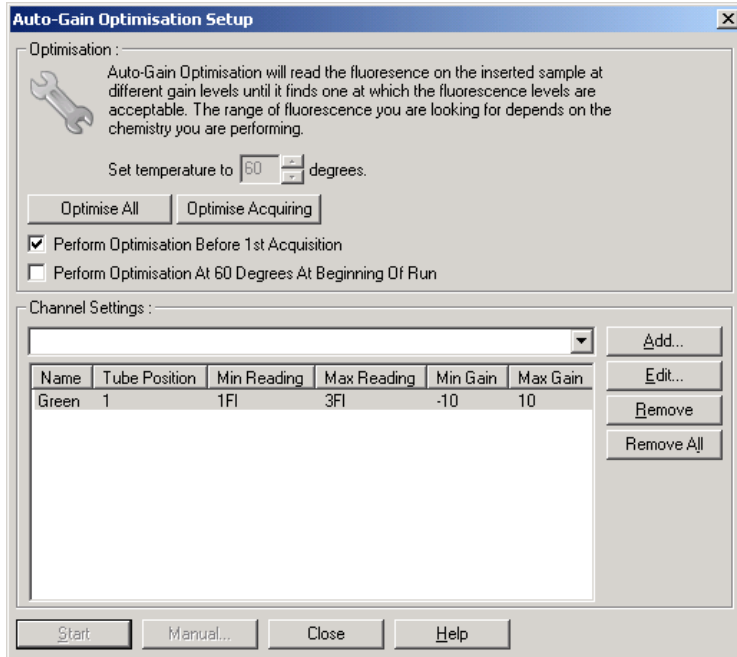 Auto-Gain Optimisation Setup
Optimisation :
Auto-Gain Optimisation will read the fluoresence on the inserted sample at
different gain levels until it finds one at which the fluorescence levels are
acceptable. The range of fluorescence you are looking for depends on the
chemistry you are performing.
Set temperature to 60 degrees.
Optimise All Optimise Acquiring
Perform Optimisation Before 1st Acquisition
Perform Optimisation At 60 Degrees At Beginning Of Run
Channel Settings :
Add...
Name Tube Position Min Reading Max Reading Min Gain Max Gain
Edit...
Green 1 1Fl 3Fl -10 10
Remove
Remove All
Start Manual... Close Help